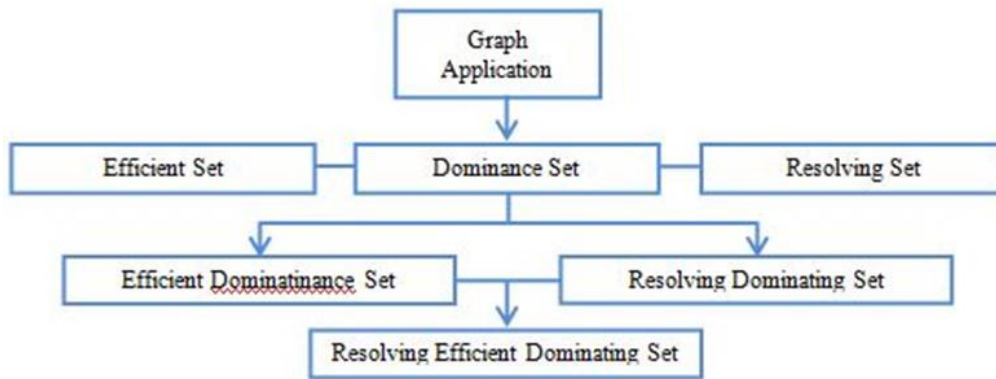 Graph
Application
Efficient Set
Dominance Set
Resolving Set
Efficient Dominatinance Set
Resolving Dominating Set
Resolving Efficient Dominating Set